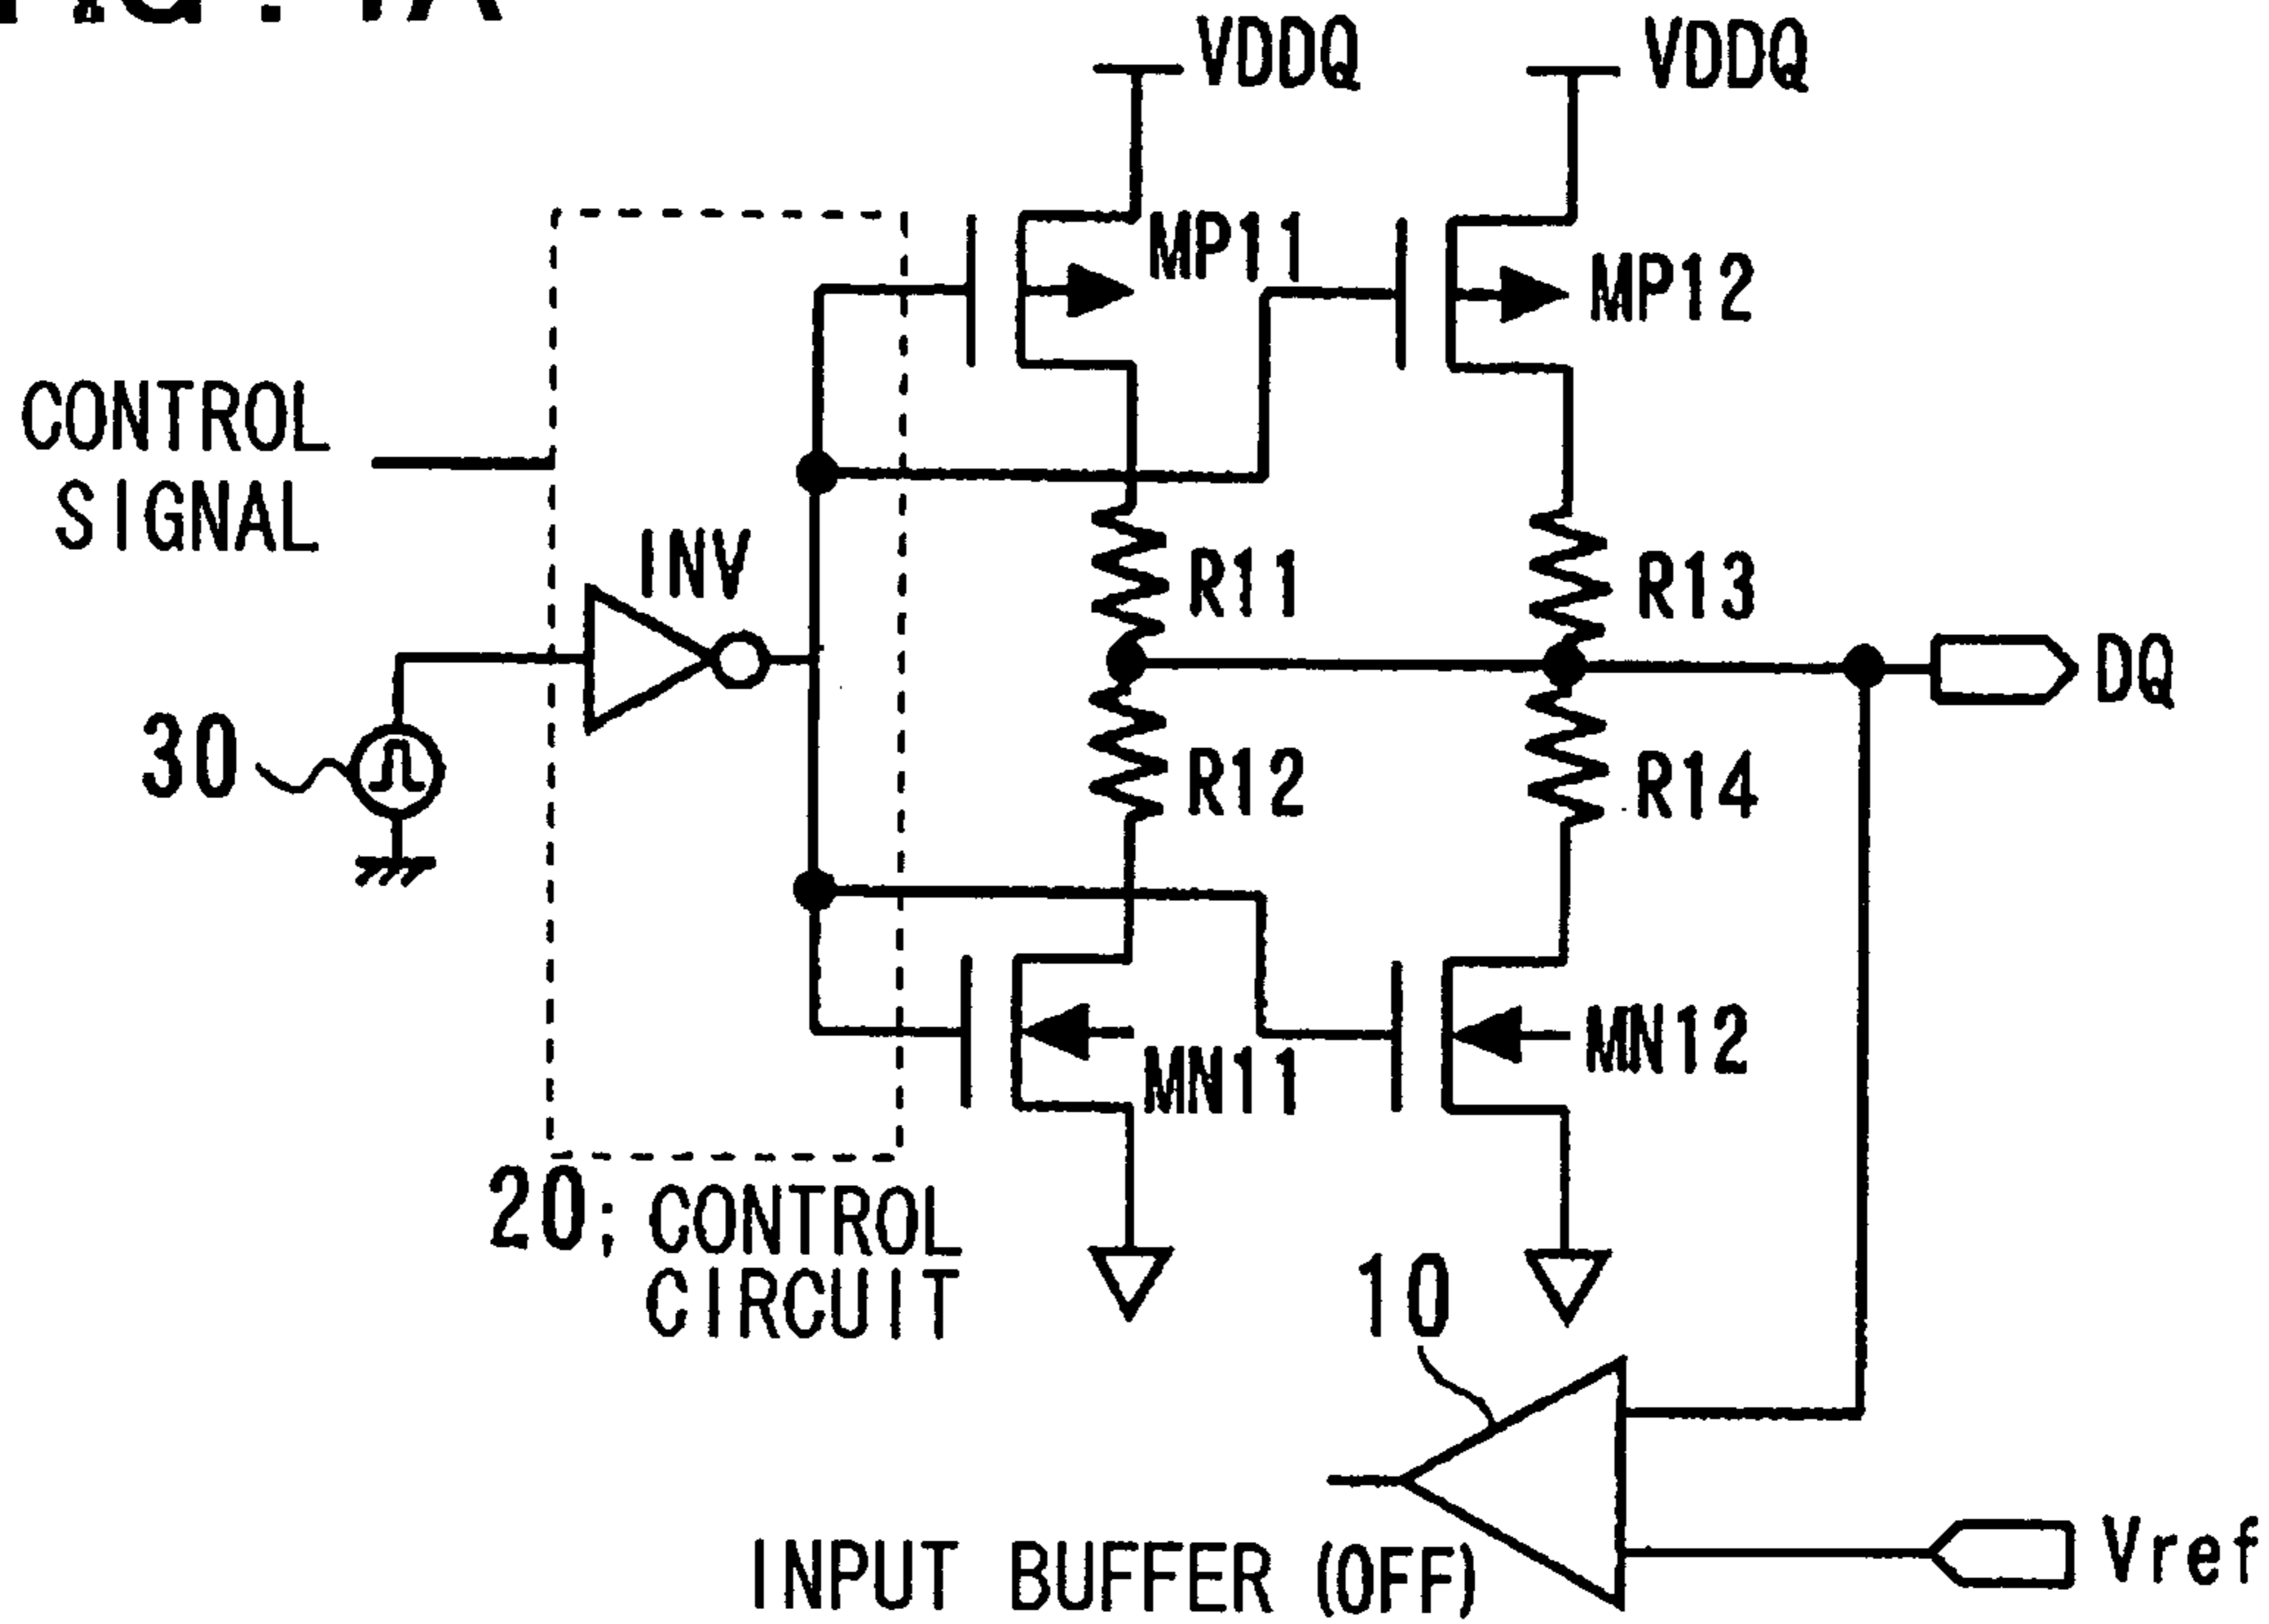 VDDQ
VDDQ
MP11
MP12
CONTROL
SIGNAL
INV
R11
R13
DQ
30
R12
R14
MN11
MN12
20; CONTROL
CIRCUIT
10
INPUT BUFFER (OFF)
Vref